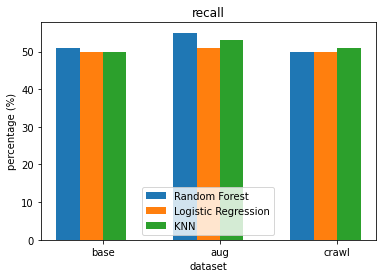 recall
percentage (%)
50
40
30
20
10
0
Random Forest
Logistic Regression
KNN
base
aug
crawl
dataset